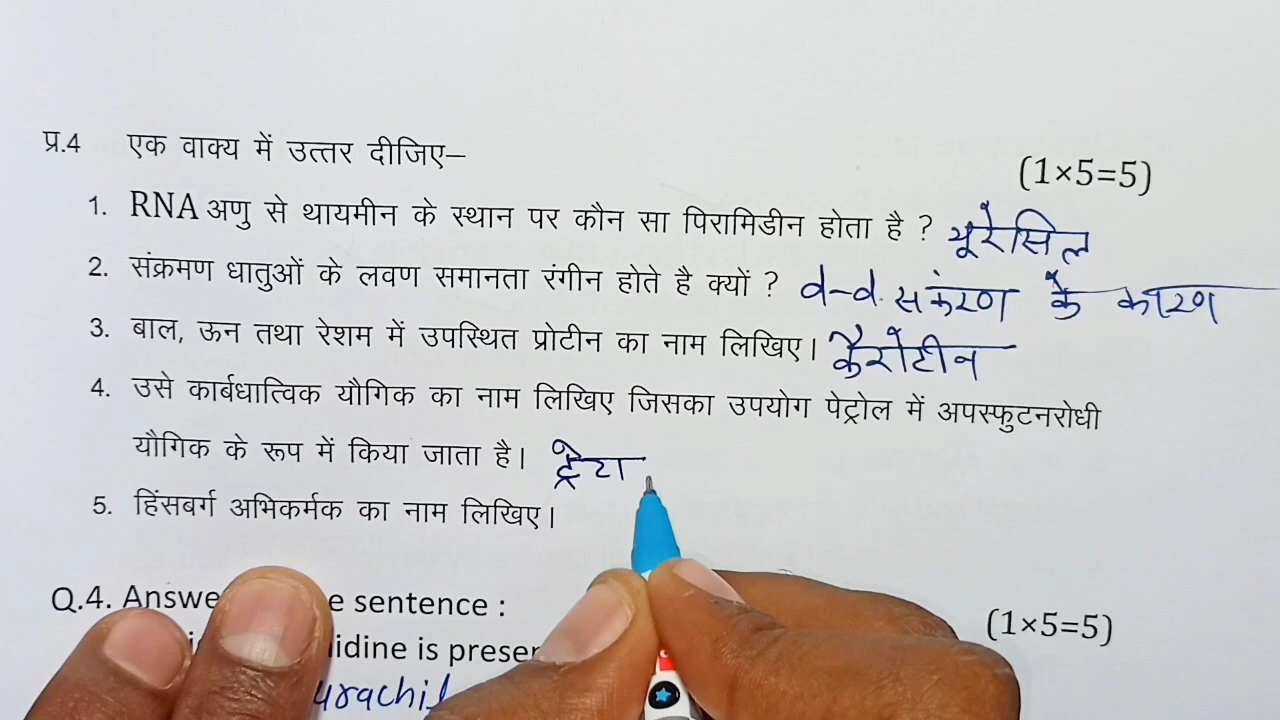 प्र.4 एक वाक्य में उत्तर दीजिए– (1×5=5)
1. RNA अणु से थायमीन के स्थान पर कौन सा पिरामिडीन होता है ? यूरेसिल
2. संक्रमण धातुओं के लवण समानता रंगीन होते है क्यों ? d-d संकरण के कारण
3. बाल, ऊन तथा रेशम में उपस्थित प्रोटीन का नाम लिखिए। कैरोटीन
4. उसे कार्बधात्विक यौगिक का नाम लिखिए जिसका उपयोग पेट्रोल में अपस्फुटनरोधी
यौगिक के रूप में किया जाता है। ट्रेटा
5. हिंसबर्ग अभिकर्मक का नाम लिखिए।
Q.4. Answe e sentence : (1×5=5)
idine is preser
urachil